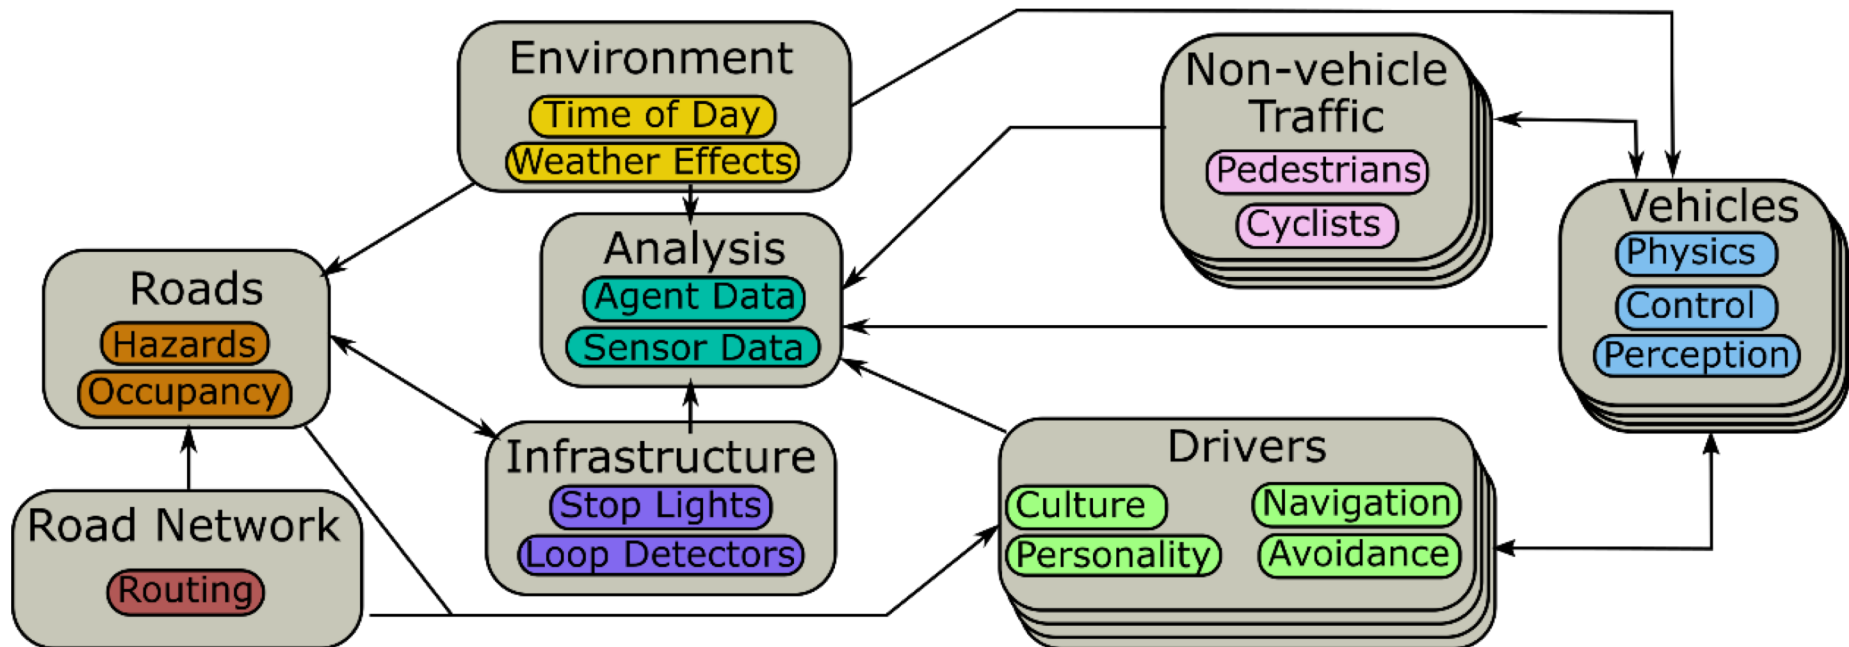 Environment
Time of Day
Weather Effects
Non-vehicle
Traffic
Pedestrians
Cyclists
Vehicles
Physics
Control
Perception
Analysis
Agent Data
Sensor Data
Roads
Hazards
Occupancy
Infrastructure
Stop Lights
Loop Detectors
Drivers
Culture
Navigation
Personality
Avoidance
Road Network
Routing